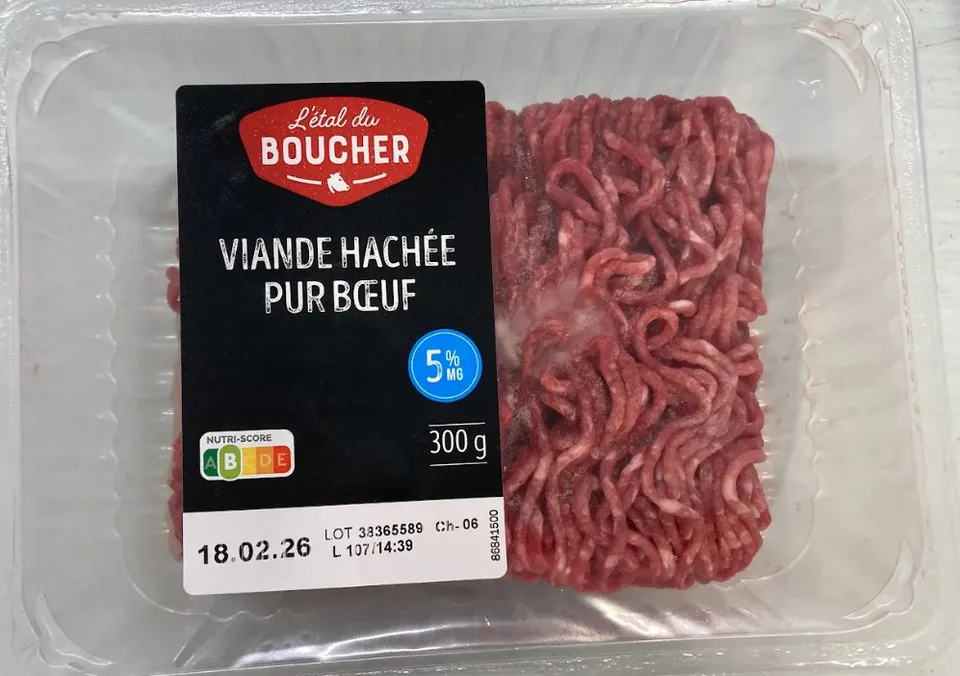 L'étal du
BOUCHER
VIANDE HACHÉE
PUR BŒUF
5%
MG
300 g
NUTRI-SCORE
A B C D E
18.02.26
LOT 38365589 Ch- 06
L 107/14:39
86841500